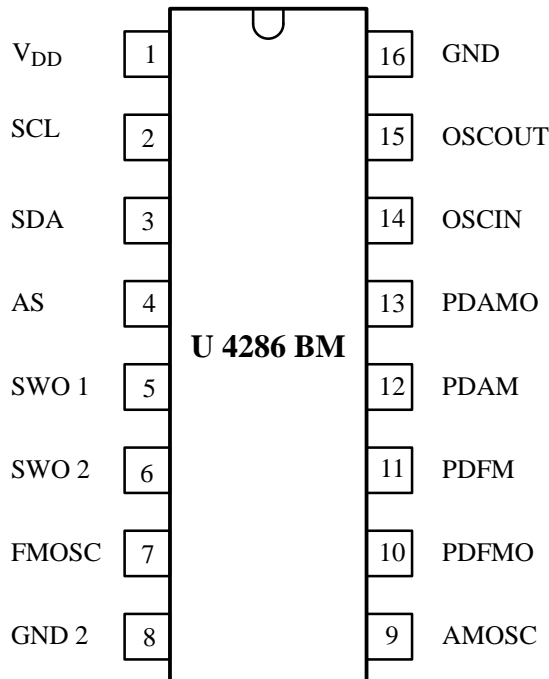 V_DD 1 16 GND
SCL 2 15 OSCOUT
SDA 3 14 OSCIN
AS 4 13 PDAMO
U 4286 BM
SWO 1 5 12 PDAM
SWO 2 6 11 PDFM
FMOSC 7 10 PDFMO
GND 2 8 9 AMOSC